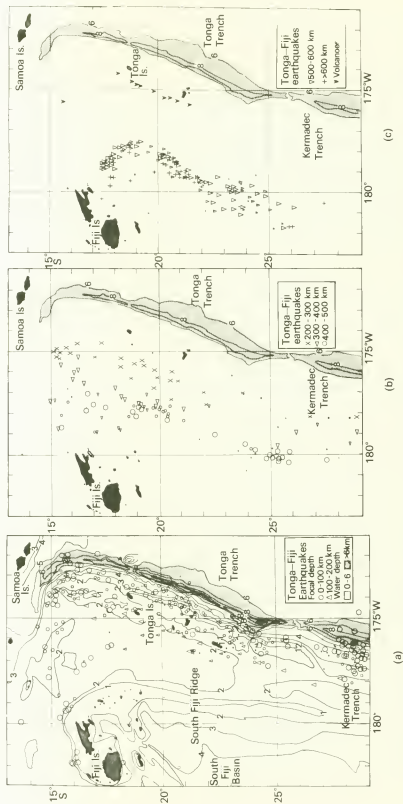 Samoa
Is.
15°
S
Fiji Is.
Tonga Is.
Tonga
Trench
20°
South Fiji Ridge
South
Fiji
Basin
25°
Kermadec
Trench
Tonga–Fiji
Earthquakes
Focal depth
○ 0-100 km
△ 100-200 km
Water depth
0-6 >6km
180°
175°W
(a)
Samoa Is.
15°
Fiji Is.
20°
Tonga
Trench
25°
Kermadec
Trench
Tonga–Fiji
earthquakes
x 200-300 km
◁ 300-400 km
○ 400-500 km
180°
175°W
(b)
Samoa Is.
15°
S
Fiji Is.
Tonga
Is.
Tonga
Trench
20°
25°
Kermadec
Trench
Tonga–Fiji
earthquakes
▽ 500-600 km
+ >600 km
▼ Volcanoer
180°
175°W
(c)